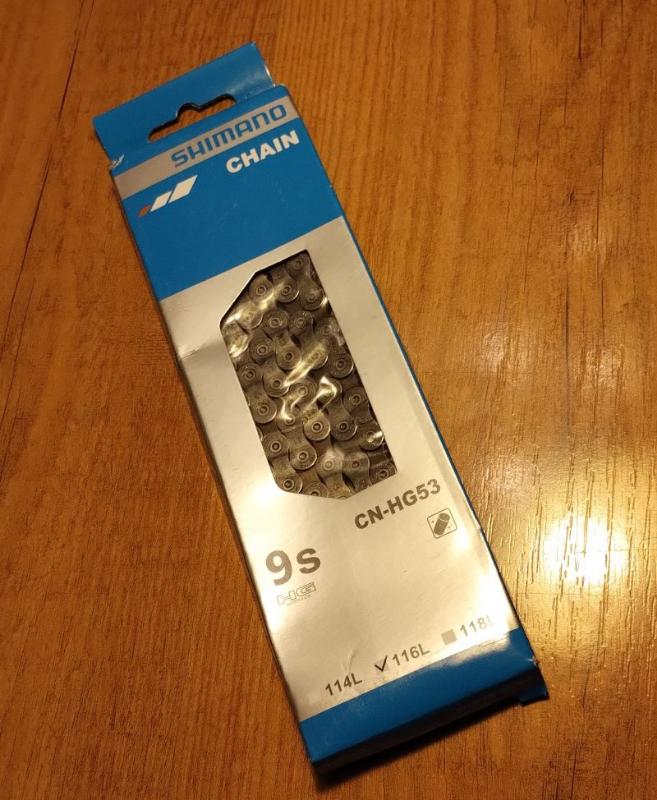 SHIMANO
CHAIN
CN-HG53
9s
HG
114L ✓116L ■118L